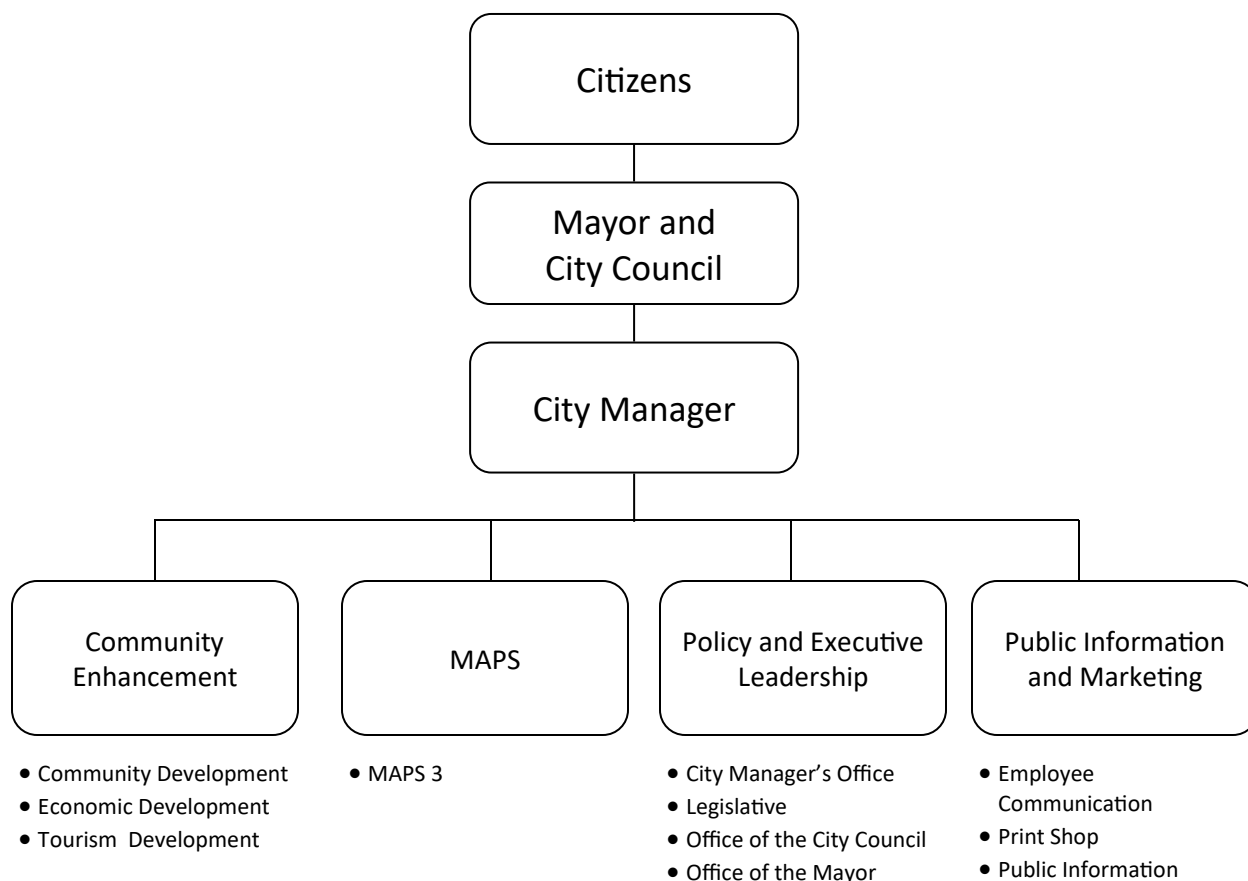 Citizens
Mayor and
City Council
City Manager
Community
Enhancement
MAPS
Policy and Executive
Leadership
Public Information
and Marketing
• Community Development
• Economic Development
• Tourism  Development
• MAPS 3
• City Manager’s Office
• Legislative
• Office of the City Council
• Office of the Mayor
• Employee
Communication
• Print Shop
• Public Information